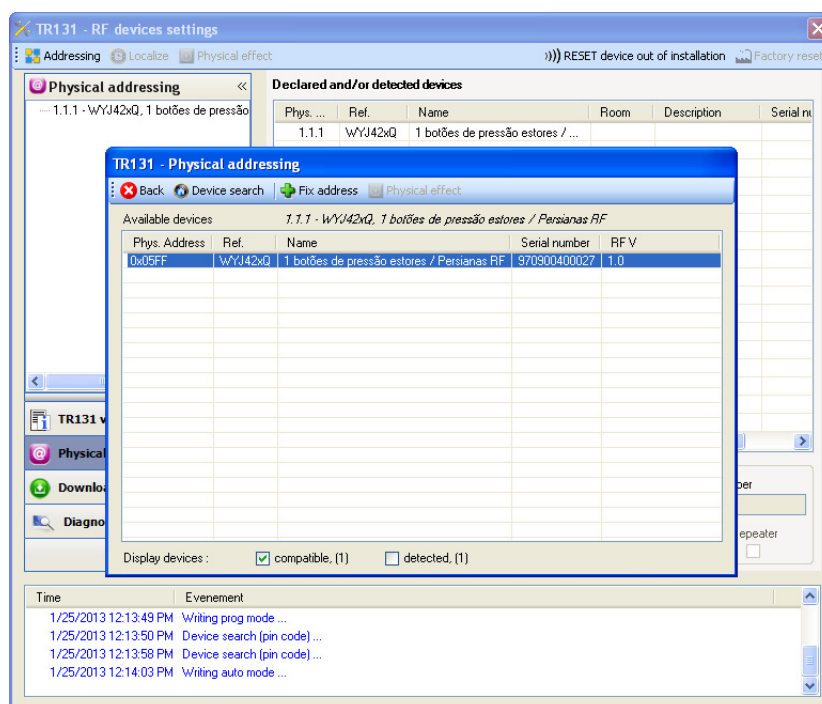 TR131 - RF devices settings
Addressing Localize Physical effect ))) RESET device out of installation Factory reset
Physical addressing «
1.1.1 - WYJ42xQ, 1 botões de pressão
Declared and/or detected devices
Phys. ... Ref. Name Room Description Serial
1.1.1 WYJ42xQ 1 botões de pressão estores / ...
TR131 - Physical addressing
Back Device search Fix address Physical effect
Available devices 1.1.1 - WYJ42xQ, 1 botões de pressão estores / Persianas RF
Phys. Address Ref. Name Serial number RF V
0x05FF WYJ42xQ 1 botões de pressão estores / Persianas RF 970900400027 1.0
Display devices : compatible, (1) detected, (1)
TR131
Physical
Downloa
Diagno
ber
epeater
Time Evenement
1/25/2013 12:13:49 PM Writing prog mode ...
1/25/2013 12:13:50 PM Device search (pin code) ...
1/25/2013 12:13:58 PM Device search (pin code) ...
1/25/2013 12:14:03 PM Writing auto mode ...